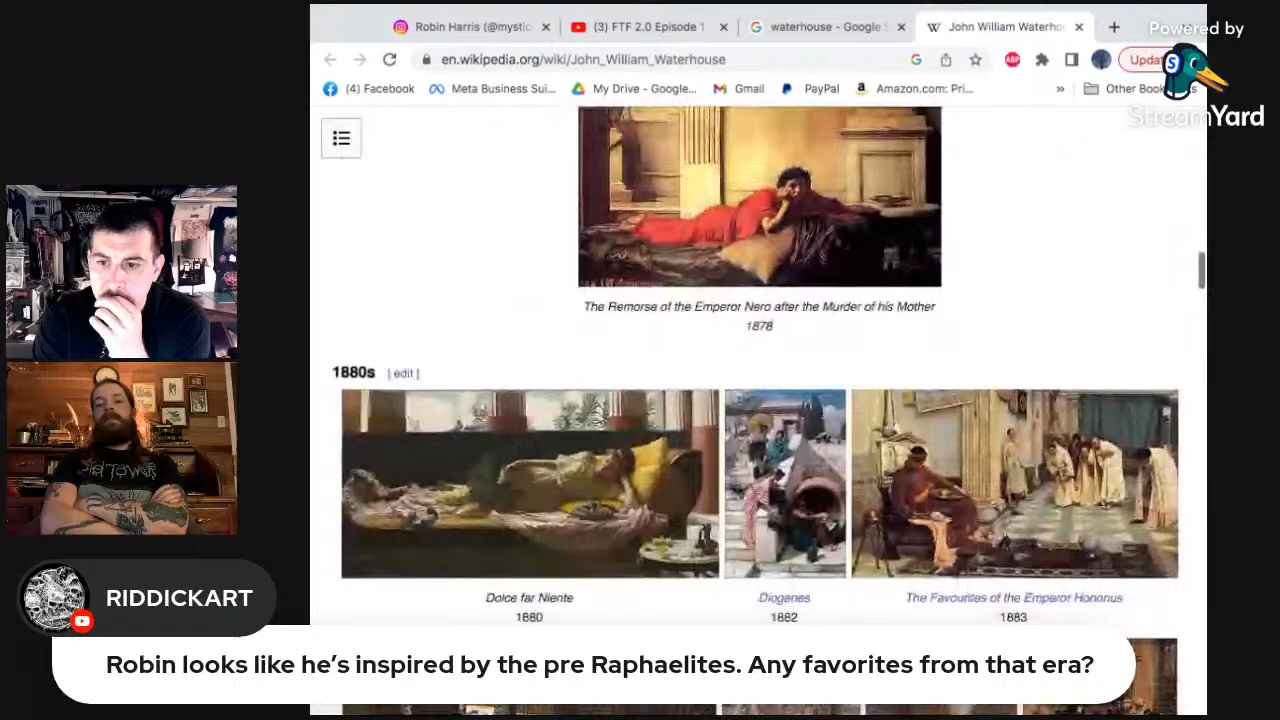 Robin Harris (@mystic
(3) FTF 2.0 Episode 1
waterhouse - Google S
John William Waterho
Powered by
en.wikipedia.org/wiki/John_William_Waterhouse
ABP
Updat
S
StreamYard
(4) Facebook
Meta Business Sui...
My Drive - Google...
Gmail
PayPal
Amazon.com: Pri...
»
Other Book
The Remorse of the Emperor Nero after the Murder of his Mother
1878
1880s [ edit ]
Dolce far Niente
1880
Diogenes
1882
The Favourites of the Emperor Honorius
1883
RIDDICKART
Robin looks like he's inspired by the pre Raphaelites. Any favorites from that era?